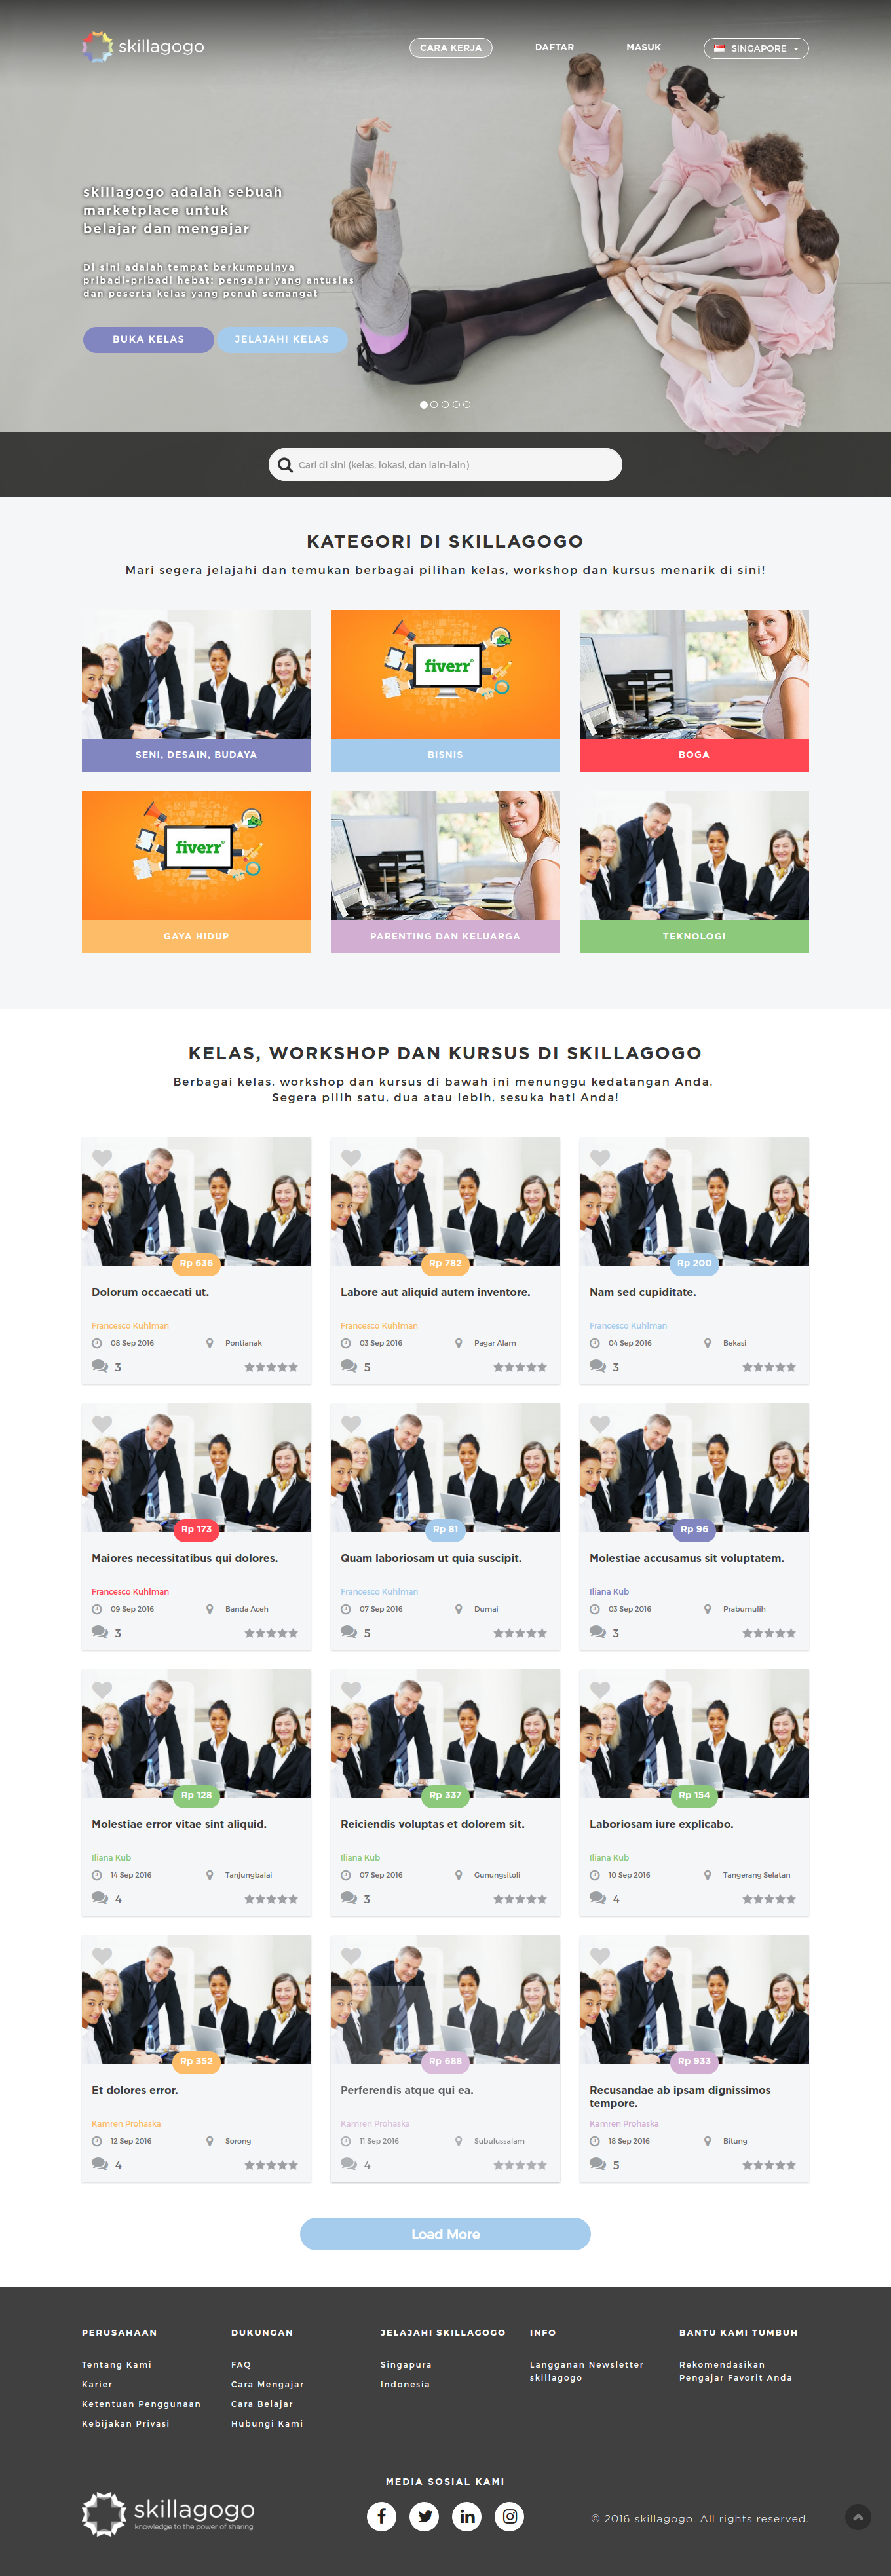 skillagogo
CARA KERJA
DAFTAR
MASUK
SINGAPORE
skillagogo adalah sebuah
marketplace untuk
belajar dan mengajar
Di sini adalah tempat berkumpulnya
pribadi-pribadi hebat: pengajar yang antusias
dan peserta kelas yang penuh semangat
BUKA KELAS
JELAJAHI KELAS
Cari di sini (kelas, lokasi, dan lain-lain)
KATEGORI DI SKILLAGOGO
Mari segera jelajahi dan temukan berbagai pilihan kelas, workshop dan kursus menarik di sini!
fiverr
SENI, DESAIN, BUDAYA
BISNIS
BOGA
fiverr
GAYA HIDUP
PARENTING DAN KELUARGA
TEKNOLOGI
KELAS, WORKSHOP DAN KURSUS DI SKILLAGOGO
Berbagai kelas, workshop dan kursus di bawah ini menunggu kedatangan Anda,
Segera pilih satu, dua atau lebih, sesuka hati Anda!
Rp 636
Dolorum occaecati ut.
Francesco Kuhlman
08 Sep 2016
Pontianak
3
Rp 782
Labore aut aliquid autem inventore.
Francesco Kuhlman
03 Sep 2016
Pagar Alam
5
Rp 200
Nam sed cupiditate.
Francesco Kuhlman
04 Sep 2016
Bekasi
3
Rp 173
Maiores necessitatibus qui dolores.
Francesco Kuhlman
09 Sep 2016
Banda Aceh
3
Rp 81
Quam laboriosam ut quia suscipit.
Francesco Kuhlman
07 Sep 2016
Dumai
5
Rp 96
Molestiae accusamus sit voluptatem.
Iliana Kub
03 Sep 2016
Prabumulih
3
Rp 128
Molestiae error vitae sint aliquid.
Iliana Kub
14 Sep 2016
Tanjungbalai
4
Rp 337
Reiciendis voluptas et dolorem sit.
Iliana Kub
07 Sep 2016
Gunungsitoli
3
Rp 154
Laboriosam iure explicabo.
Iliana Kub
10 Sep 2016
Tangerang Selatan
4
Rp 352
Et dolores error.
Kamren Prohaska
12 Sep 2016
Sorong
4
Rp 688
Perferendis atque qui ea.
Kamren Prohaska
11 Sep 2016
Subulussalam
4
Rp 933
Recusandae ab ipsam dignissimos
tempore.
Kamren Prohaska
18 Sep 2016
Bitung
5
Load More
PERUSAHAAN
Tentang Kami
Karier
Ketentuan Penggunaan
Kebijakan Privasi
DUKUNGAN
FAQ
Cara Mengajar
Cara Belajar
Hubungi Kami
JELAJAHI SKILLAGOGO
Singapura
Indonesia
INFO
Langganan Newsletter
skillagogo
BANTU KAMI TUMBUH
Rekomendasikan
Pengajar Favorit Anda
MEDIA SOSIAL KAMI
skillagogo
knowledge to the power of sharing
© 2016 skillagogo. All rights reserved.